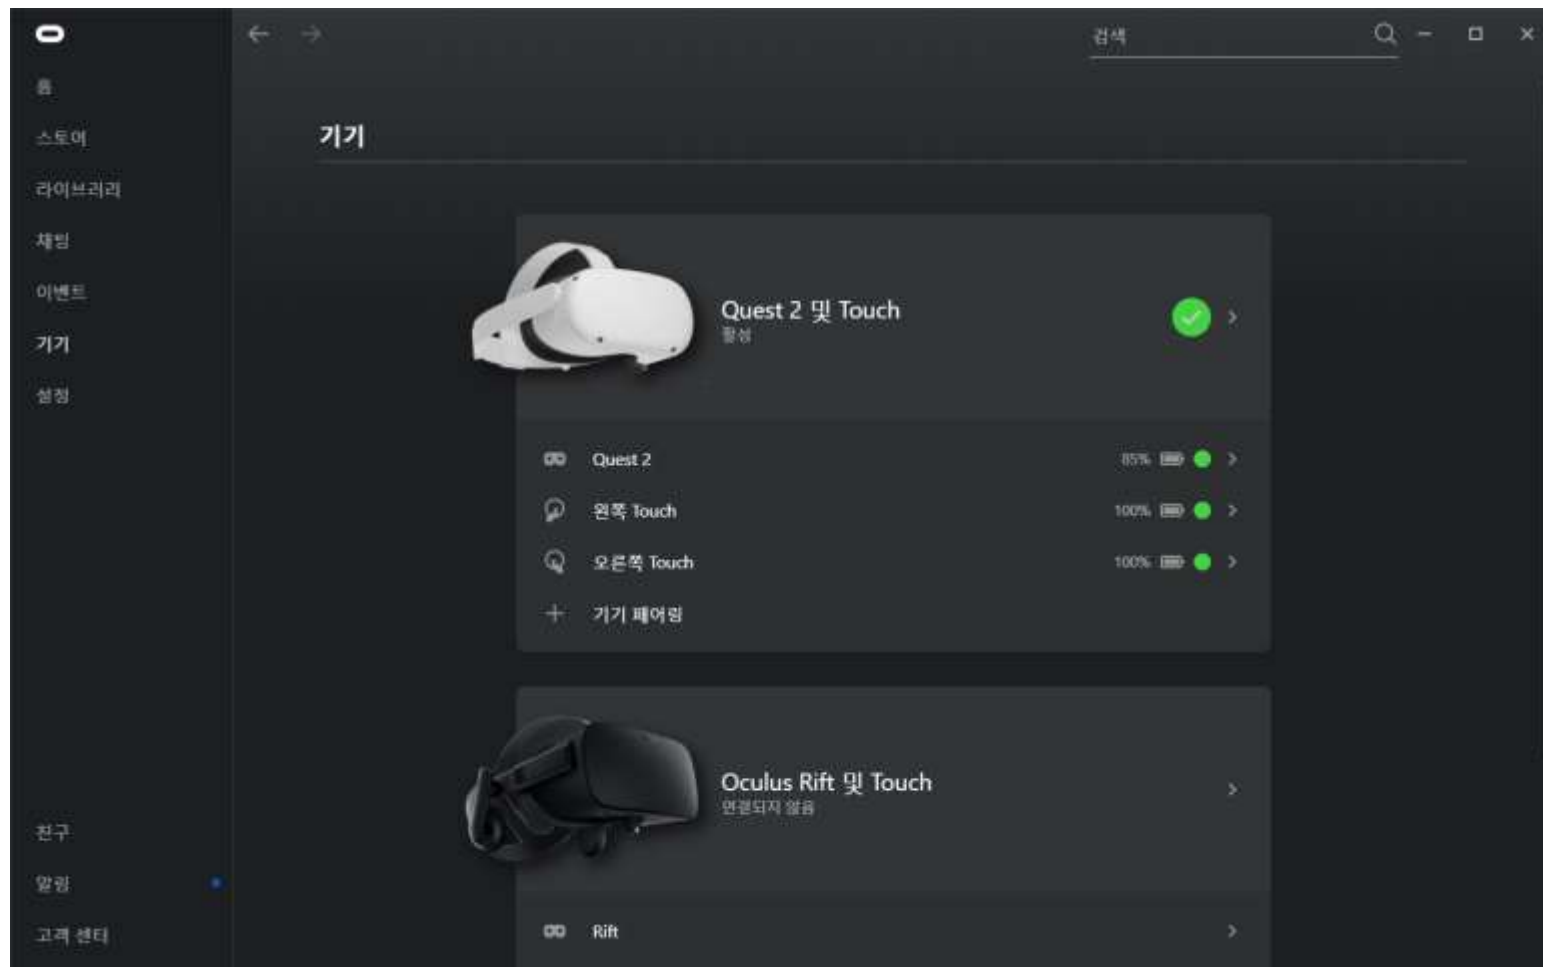 검색
홈
스토어
라이브러리
채팅
이벤트
기기
설정
친구
알림
고객 센터
기기
Quest 2 및 Touch
활성
Quest 2
85%
왼쪽 Touch
100%
오른쪽 Touch
100%
기기 페어링
Oculus Rift 및 Touch
연결되지 않음
Rift